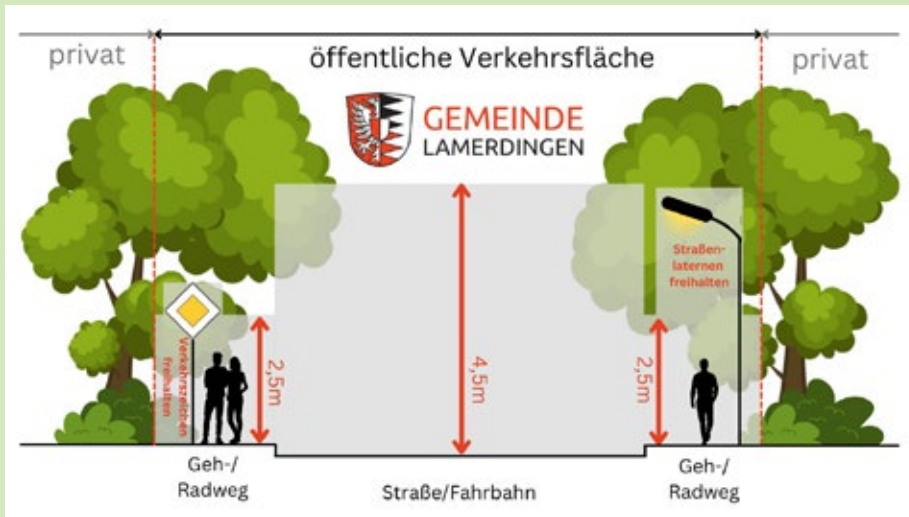 privat
öffentliche Verkehrsfläche
privat
GEMEINDE
LAMERDINGEN
Verkehrszeichen
freihalten
2,5m
4,5m
2,5m
Straßen-
laternen
freihalten
Geh-/
Radweg
Straße/Fahrbahn
Geh-/
Radweg